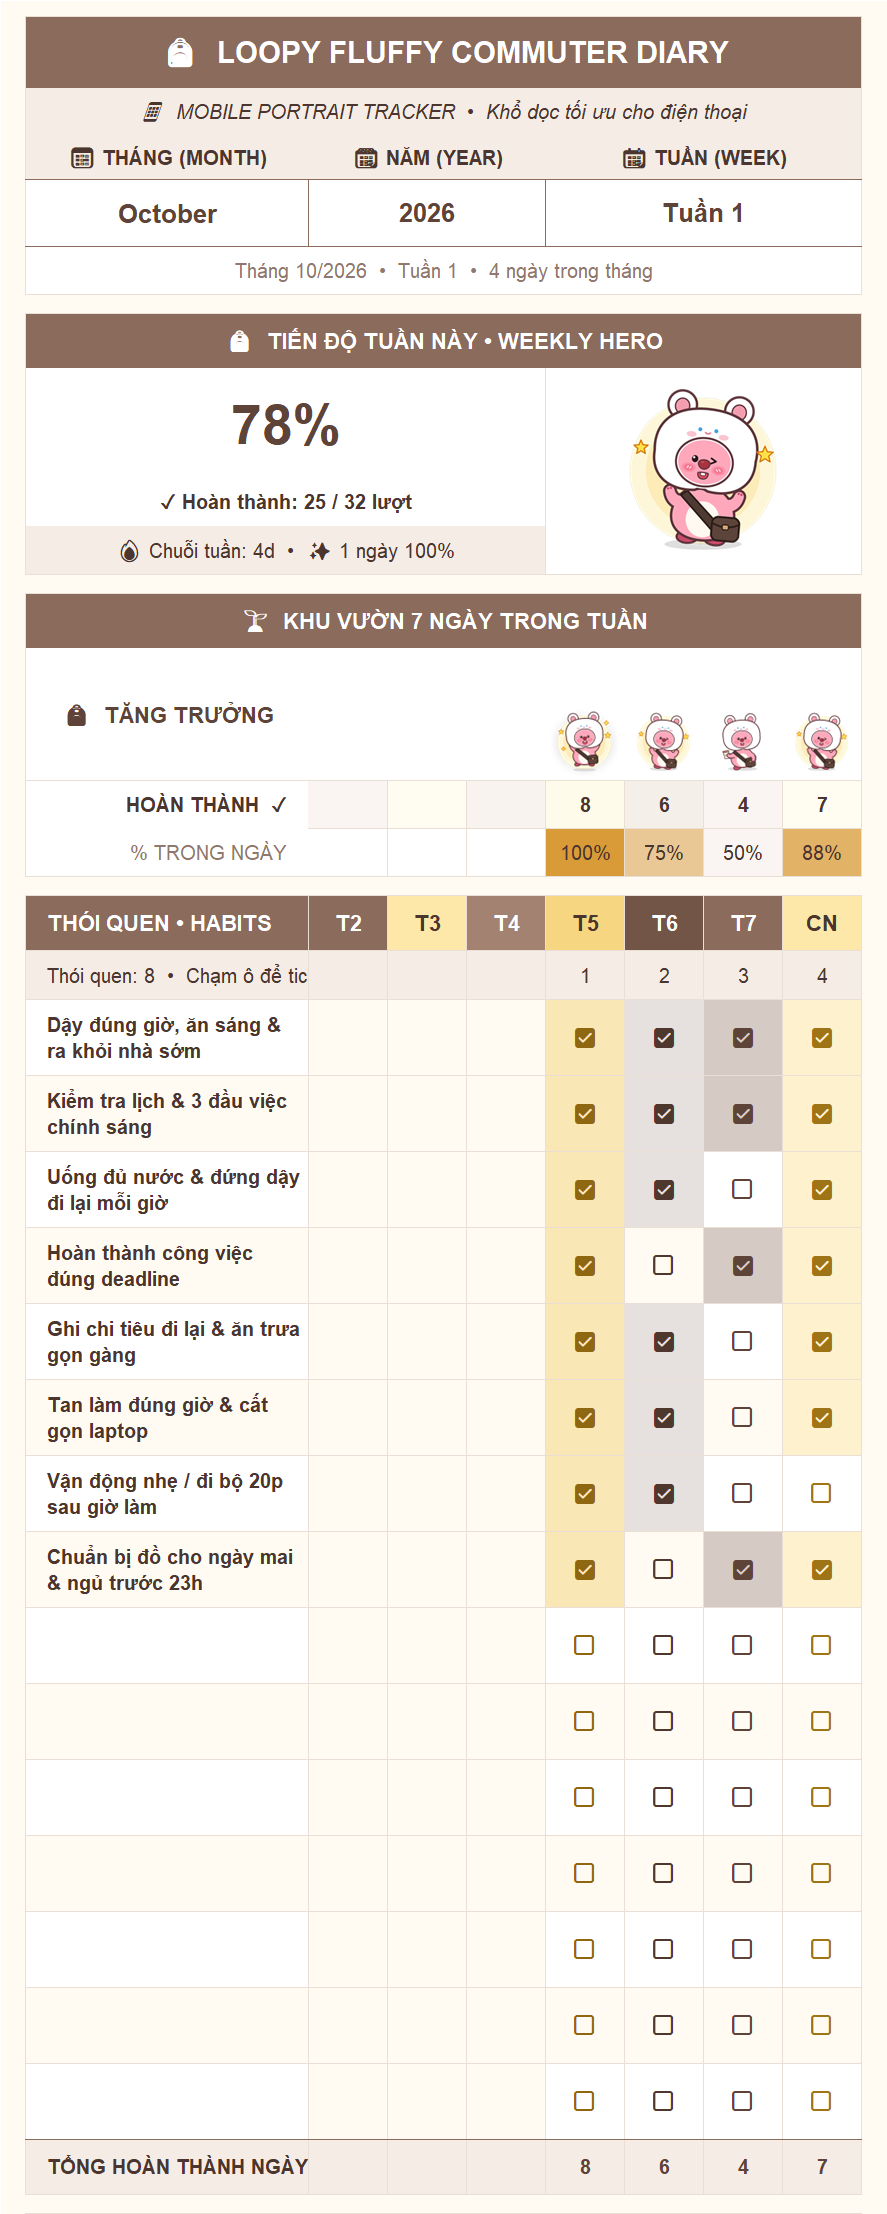 LOOPY FLUFFY COMMUTER DIARY
MOBILE PORTRAIT TRACKER • Khổ dọc tối ưu cho điện thoại
THÁNG (MONTH) NĂM (YEAR) TUẦN (WEEK)
October 2026 Tuần 1
Tháng 10/2026 • Tuần 1 • 4 ngày trong tháng
TIẾN ĐỘ TUẦN NÀY • WEEKLY HERO
78%
✓ Hoàn thành: 25 / 32 lượt
Chuỗi tuần: 4d • 1 ngày 100%
KHU VƯỜN 7 NGÀY TRONG TUẦN
TĂNG TRƯỞNG
HOÀN THÀNH ✓ 8 6 4 7
% TRONG NGÀY 100% 75% 50% 88%
THÓI QUEN • HABITS T2 T3 T4 T5 T6 T7 CN
Thói quen: 8 • Chạm ô để tic 1 2 3 4
Dậy đúng giờ, ăn sáng &
ra khỏi nhà sớm
Kiểm tra lịch & 3 đầu việc
chính sáng
Uống đủ nước & đứng dậy
đi lại mỗi giờ
Hoàn thành công việc
đúng deadline
Ghi chi tiêu đi lại & ăn trưa
gọn gàng
Tan làm đúng giờ & cất
gọn laptop
Vận động nhẹ / đi bộ 20p
sau giờ làm
Chuẩn bị đồ cho ngày mai
& ngủ trước 23h
TỔNG HOÀN THÀNH NGÀY 8 6 4 7